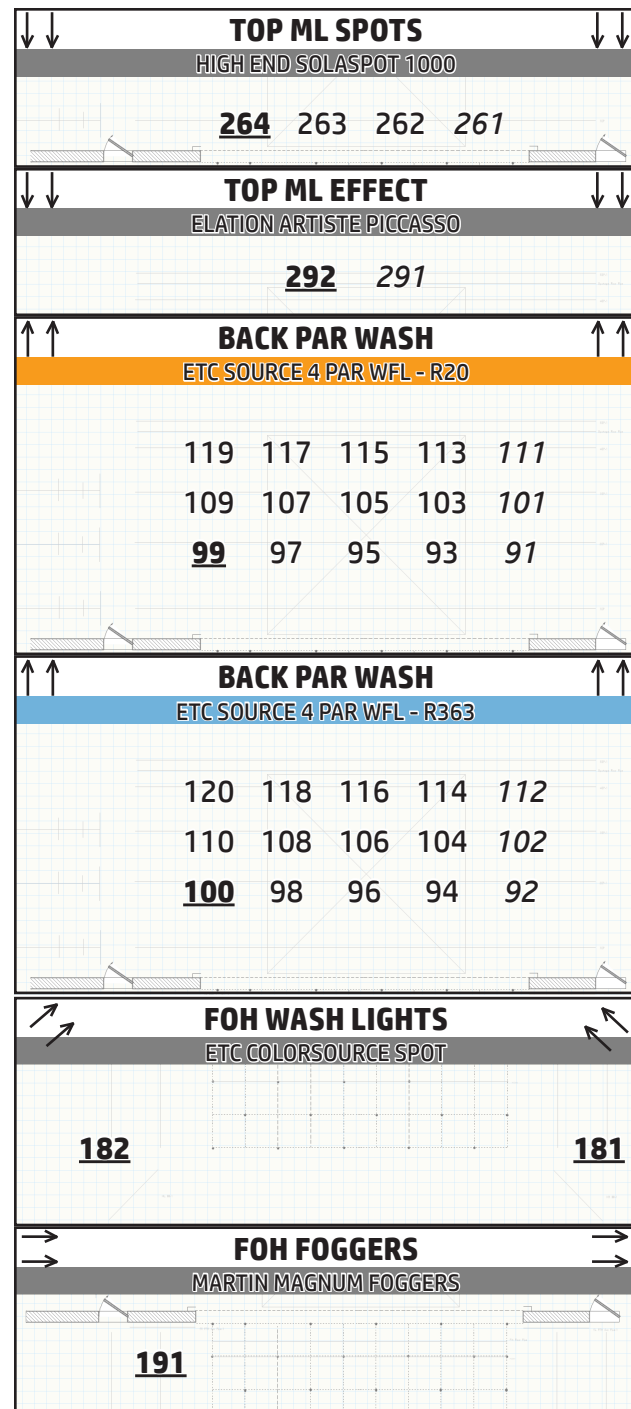 TOP ML SPOTS
HIGH END SOLASPOT 1000
264 263 262 261
TOP ML EFFECT
ELATION ARTISTE PICCASSO
292 291
BACK PAR WASH
ETC SOURCE 4 PAR WFL - R20
119 117 115 113 111
109 107 105 103 101
99 97 95 93 91
BACK PAR WASH
ETC SOURCE 4 PAR WFL - R363
120 118 116 114 112
110 108 106 104 102
100 98 96 94 92
FOH WASH LIGHTS
ETC COLORSOURCE SPOT
182 181
FOH FOGGERS
MARTIN MAGNUM FOGGERS
191